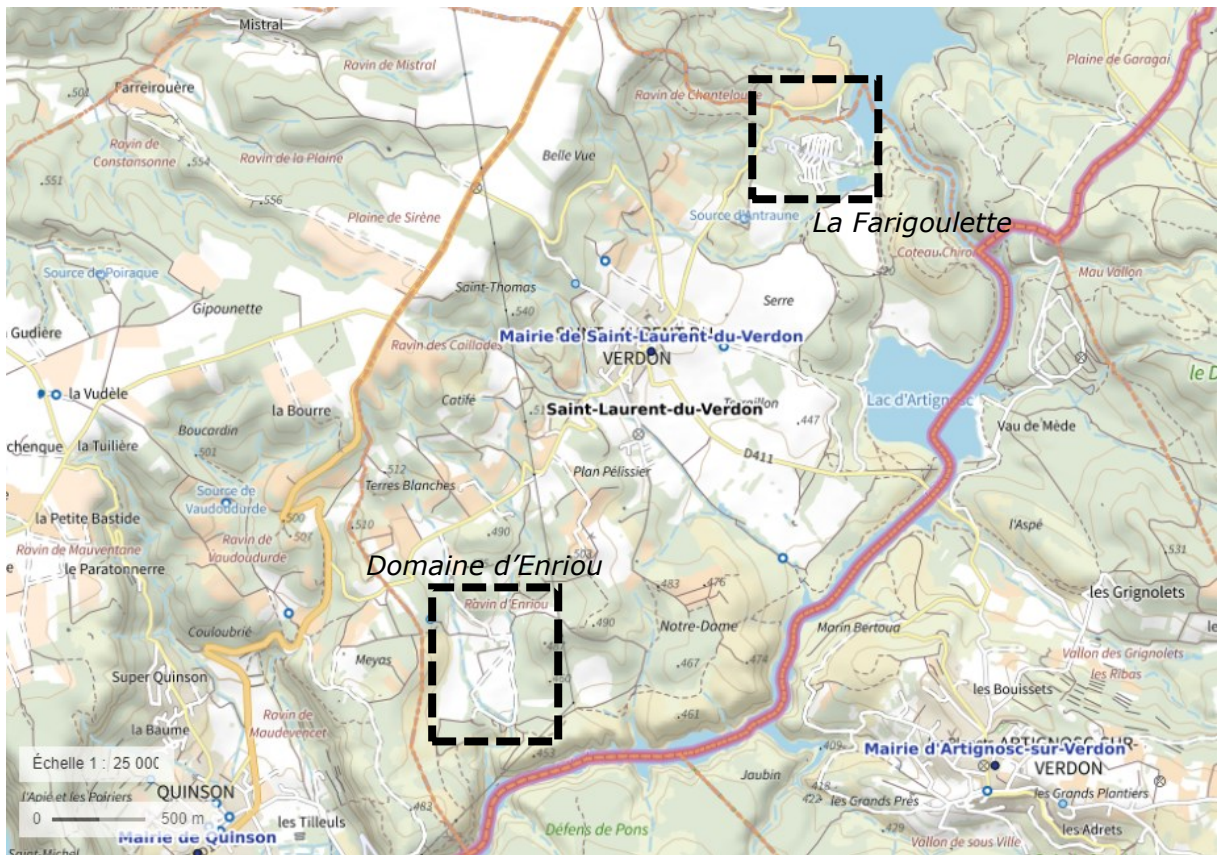 Mistral
Ravin de Mistral
Plaine de Garagaï
Farreirouère
.501
Ravin de Chanteloube
Ravin de
Constansonne
.554
Ravin de la Plaine
Belle Vue
.551
.556
Plaine de Sirène
Source d'Antraune
La Farigoulette
Coteau Chiron
Mau Vallon
Source de Poiraque
Saint-Thomas
Serre
Gipounette
.540
Gudière
Ravin des Caillades
Mairie de Saint-Laurent-du-Verdon
VERDON
le D
la Vudèle
la Bourre
Catifé
Saint-Laurent-du-Verdon
Lac d'Artignosc
.447
Boucardin
.501
chenque
la Tuilière
Vau de Mède
D411
.512
Terres Blanches
Plan Pélissier
Source de
Vaudoudurde
la Petite Bastide
.500
.507
.510
.490
l'Aspé
Ravin de Mauventane
le Paratonnerre
Ravin de
Vaudoudurde
.531
Domaine d'Enriou
.483
.476
les Grignolets
Ravin d'Enriou
.490
Notre-Dame
Marin Bertoua
Couloubrié
Meyas
.467
.474
Vallon des Grignolets
les Ribas
Super Quinson
les Bouissets
la Baume
Ravin de
Maudevencet
.461
.463
.409
Mairie d'Artignosc-sur-Verdon
VERDON
Échelle 1 : 25 000
Jaubin
.418
.422
les Grands Prés
les Grands Plantiers
l'Apié et les Poiriers
QUINSON
.483
0
500 m
les Tilleuls
Défens de Pons
.429
les Adrets
Mairie de Quinson
Vallon de sous Ville
Saint-Michel